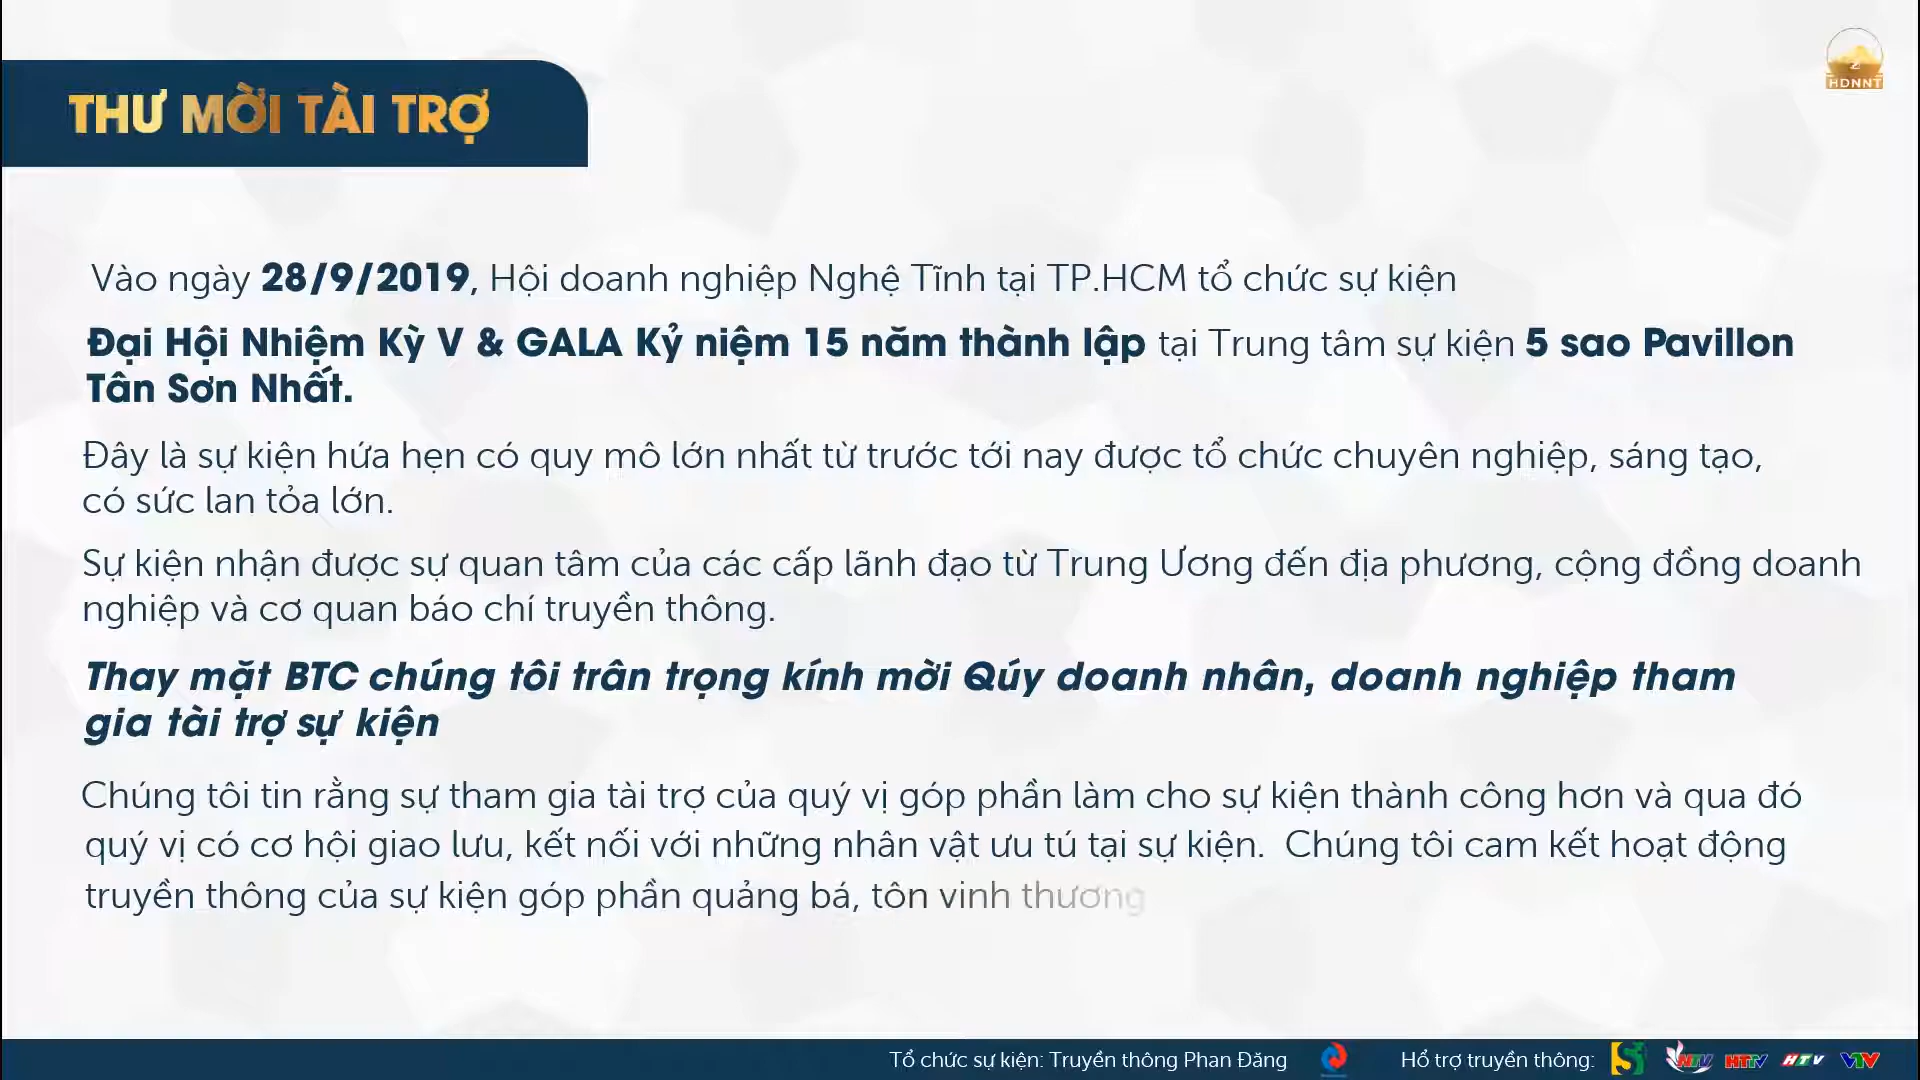 HDNNT
THƯ MỜI TÀI TRỢ
Vào ngày 28/9/2019, Hội doanh nghiệp Nghệ Tĩnh tại TP.HCM tổ chức sự kiện
Đại Hội Nhiệm Kỳ V & GALA Kỷ niệm 15 năm thành lập tại Trung tâm sự kiện 5 sao Pavillon
Tân Sơn Nhất.
Đây là sự kiện hứa hẹn có quy mô lớn nhất từ trước tới nay được tổ chức chuyên nghiệp, sáng tạo,
có sức lan tỏa lớn.
Sự kiện nhận được sự quan tâm của các cấp lãnh đạo từ Trung Ương đến địa phương, cộng đồng doanh
nghiệp và cơ quan báo chí truyền thông.
Thay mặt BTC chúng tôi trân trọng kính mời Qúy doanh nhân, doanh nghiệp tham
gia tài trợ sự kiện
Chúng tôi tin rằng sự tham gia tài trợ của quý vị góp phần làm cho sự kiện thành công hơn và qua đó
quý vị có cơ hội giao lưu, kết nối với những nhân vật ưu tú tại sự kiện. Chúng tôi cam kết hoạt động
truyền thông của sự kiện góp phần quảng bá, tôn vinh thương
Tổ chức sự kiện: Truyền thông Phan Đăng Hổ trợ truyền thông: NTV HTTV HTV VTV